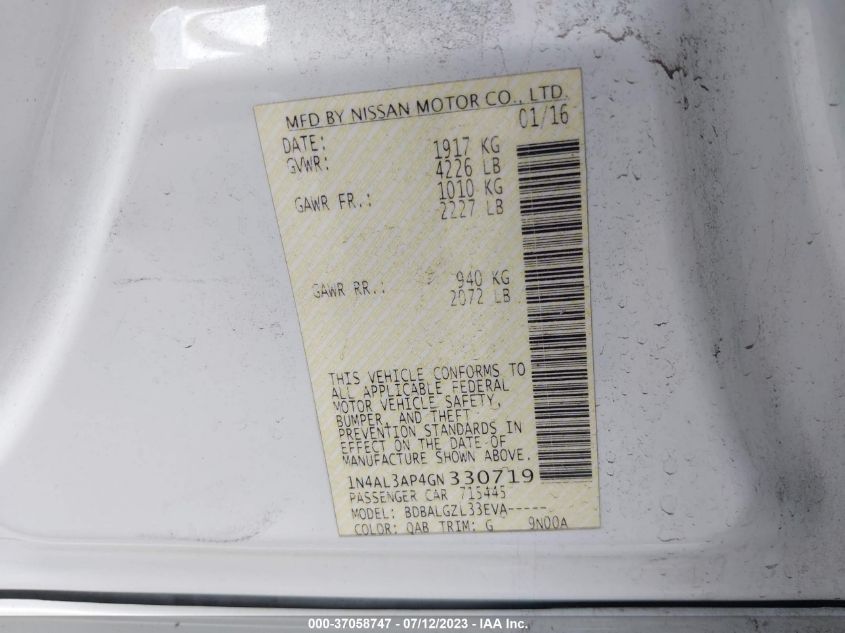 MFD BY NISSAN MOTOR CO., LTD.
DATE: 01/16
GVWR: 1917 KG
4226 LB
GAWR FR.: 1010 KG
2227 LB
GAWR RR.: 940 KG
2072 LB
THIS VEHICLE CONFORMS TO
ALL APPLICABLE FEDERAL
MOTOR VEHICLE SAFETY,
BUMPER, AND THEFT
PREVENTION STANDARDS IN
EFFECT ON THE DATE OF
MANUFACTURE SHOWN ABOVE.
1N4AL3AP4GN330719
PASSENGER CAR 715445
MODEL: BDBALGZL33EVA-----
COLOR: QAB TRIM: G 9N00A
000-37058747 - 07/12/2023 - IAA Inc.